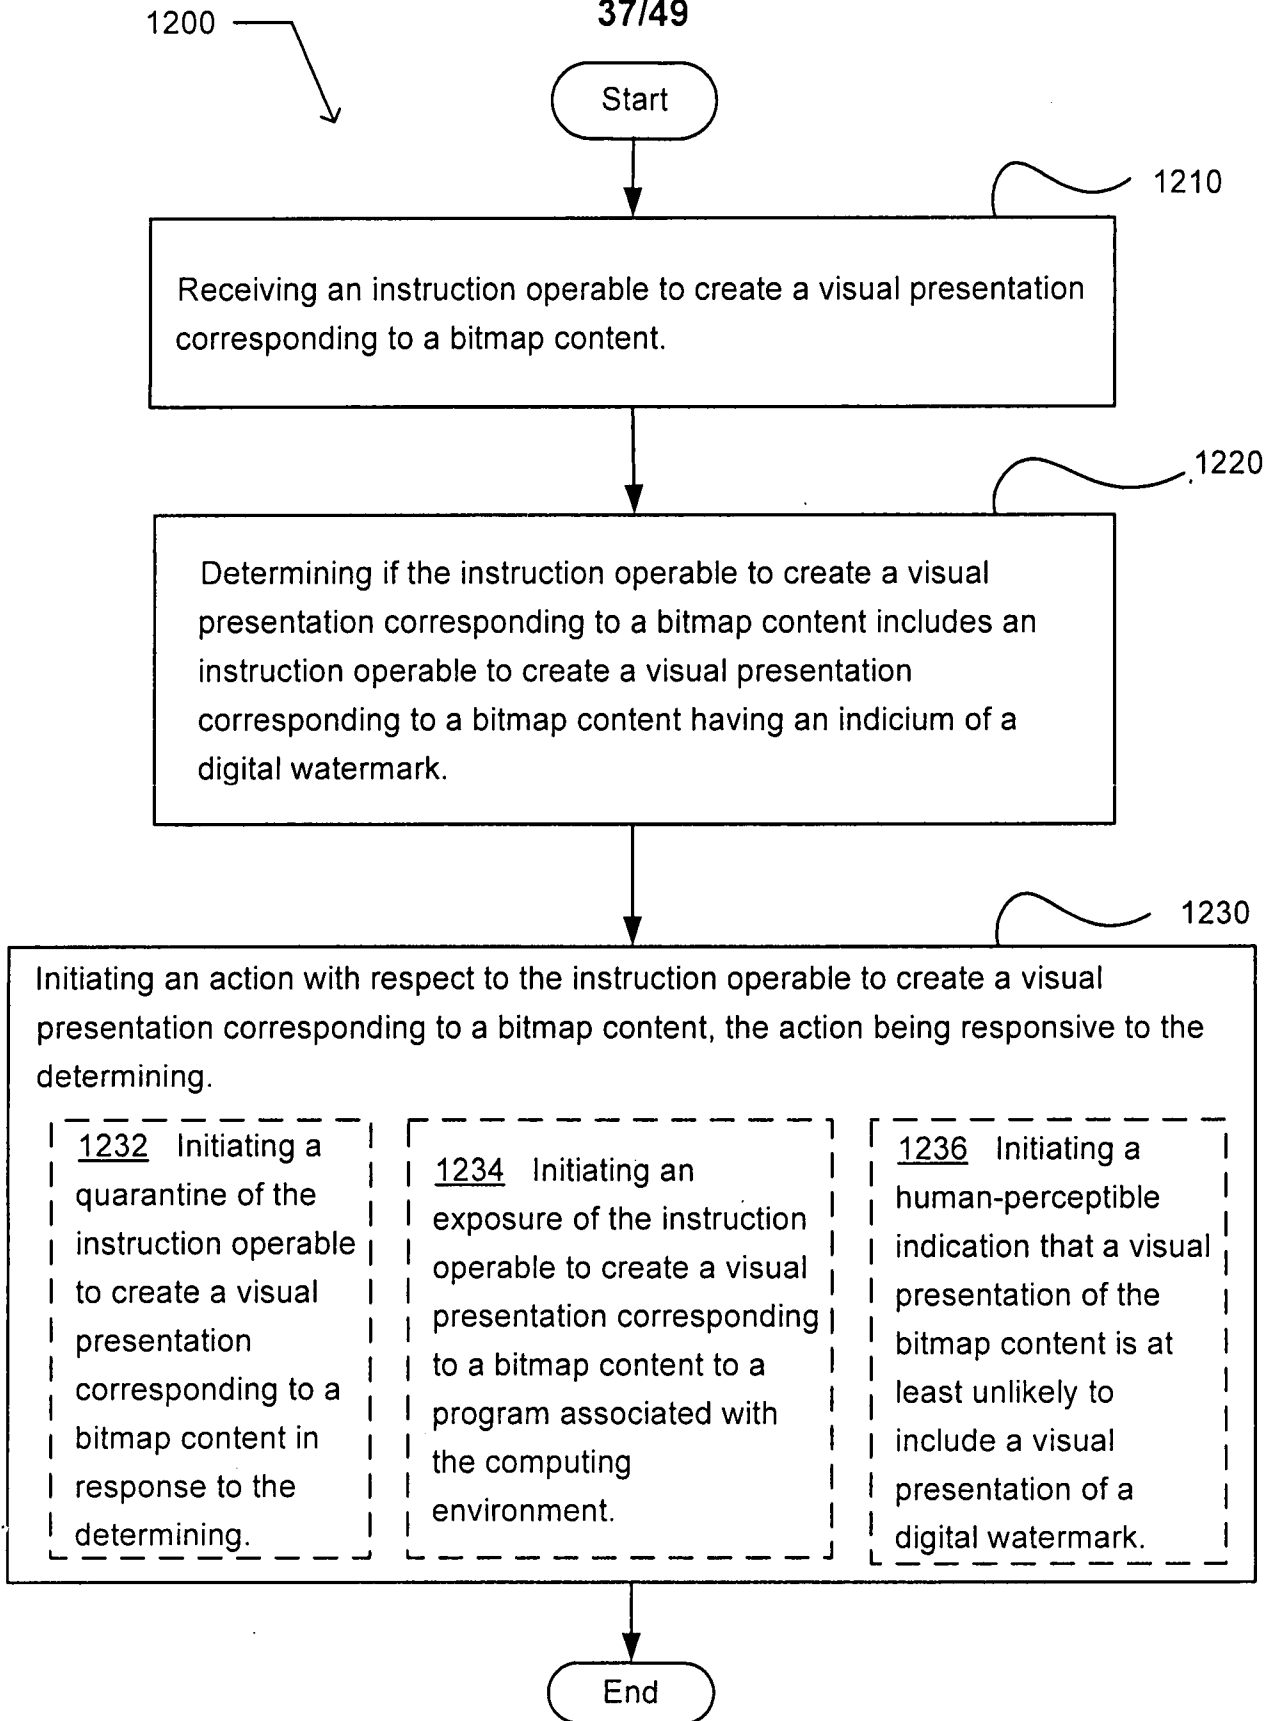 37/49
1200
Start
1210
Receiving an instruction operable to create a visual presentation
corresponding to a bitmap content.
1220
Determining if the instruction operable to create a visual
presentation corresponding to a bitmap content includes an
instruction operable to create a visual presentation
corresponding to a bitmap content having an indicium of a
digital watermark.
1230
Initiating an action with respect to the instruction operable to create a visual
presentation corresponding to a bitmap content, the action being responsive to the
determining.
1232 Initiating a
quarantine of the
instruction operable
to create a visual
presentation
corresponding to a
bitmap content in
response to the
determining.
1234 Initiating an
exposure of the instruction
operable to create a visual
presentation corresponding
to a bitmap content to a
program associated with
the computing
environment.
1236 Initiating a
human-perceptible
indication that a visual
presentation of the
bitmap content is at
least unlikely to
include a visual
presentation of a
digital watermark.
End